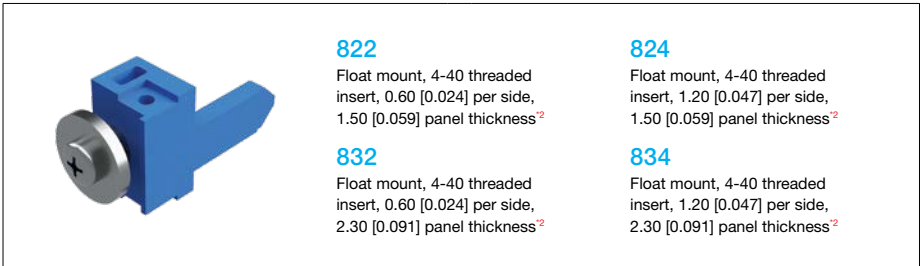 822
Float mount, 4-40 threaded
insert, 0.60 [0.024] per side,
1.50 [0.059] panel thickness*2
832
Float mount, 4-40 threaded
insert, 0.60 [0.024] per side,
2.30 [0.091] panel thickness*2
824
Float mount, 4-40 threaded
insert, 1.20 [0.047] per side,
1.50 [0.059] panel thickness*2
834
Float mount, 4-40 threaded
insert, 1.20 [0.047] per side,
2.30 [0.091] panel thickness*2